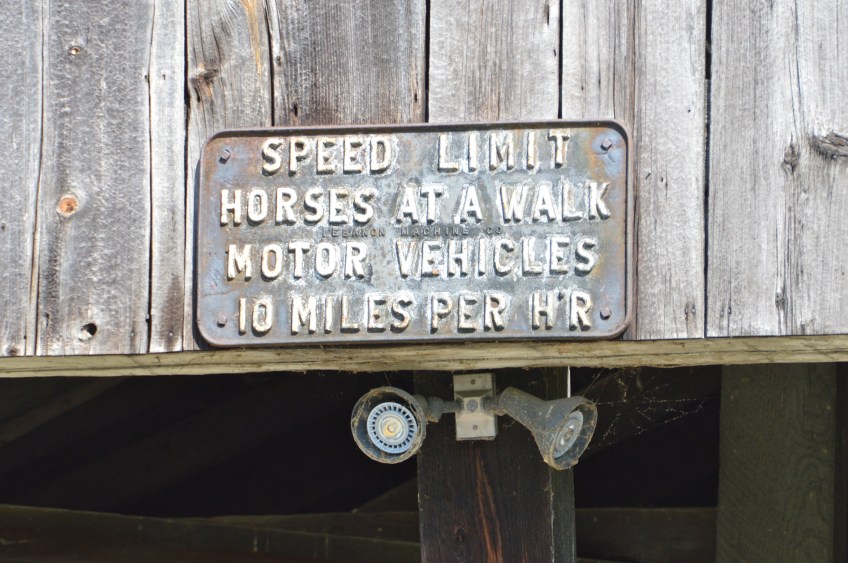 SPEED LIMIT
HORSES AT A WALK
LEBANON MACHINE CO.
MOTOR VEHICLES
10 MILES PER H'R